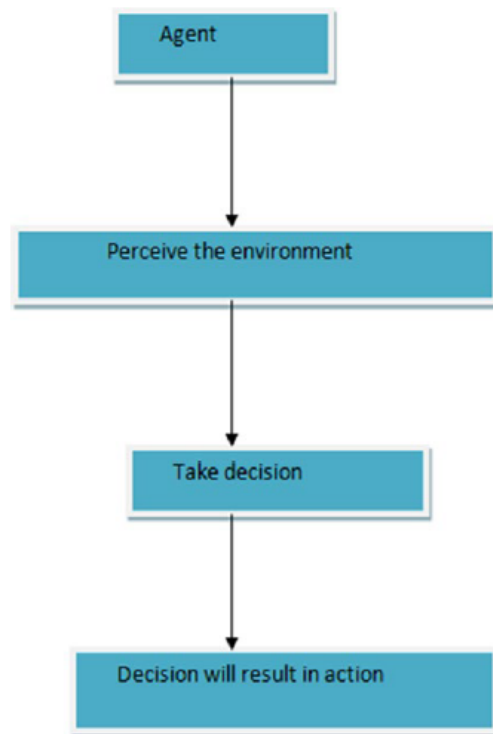 Agent
Perceive the environment
Take decision
Decision will result in action